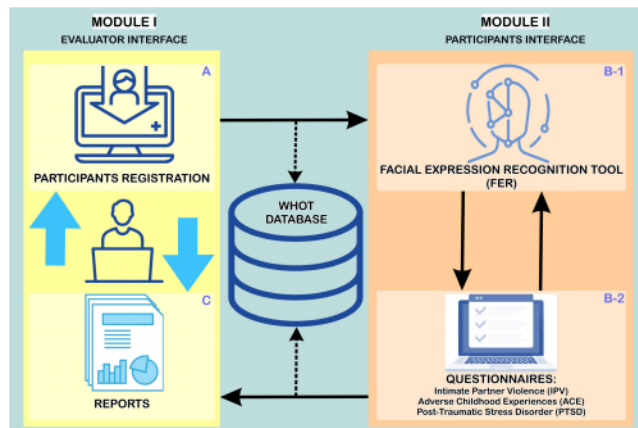 MODULE I
EVALUATOR INTERFACE
A
PARTICIPANTS REGISTRATION
C
REPORTS
WHOT
DATABASE
MODULE II
PARTICIPANTS INTERFACE
B-1
FACIAL EXPRESSION RECOGNITION TOOL
(FER)
B-2
QUESTIONNAIRES:
Intimate Partner Violence (IPV)
Adverse Childhood Experiences (ACE)
Post-Traumatic Stress Disorder (PTSD)